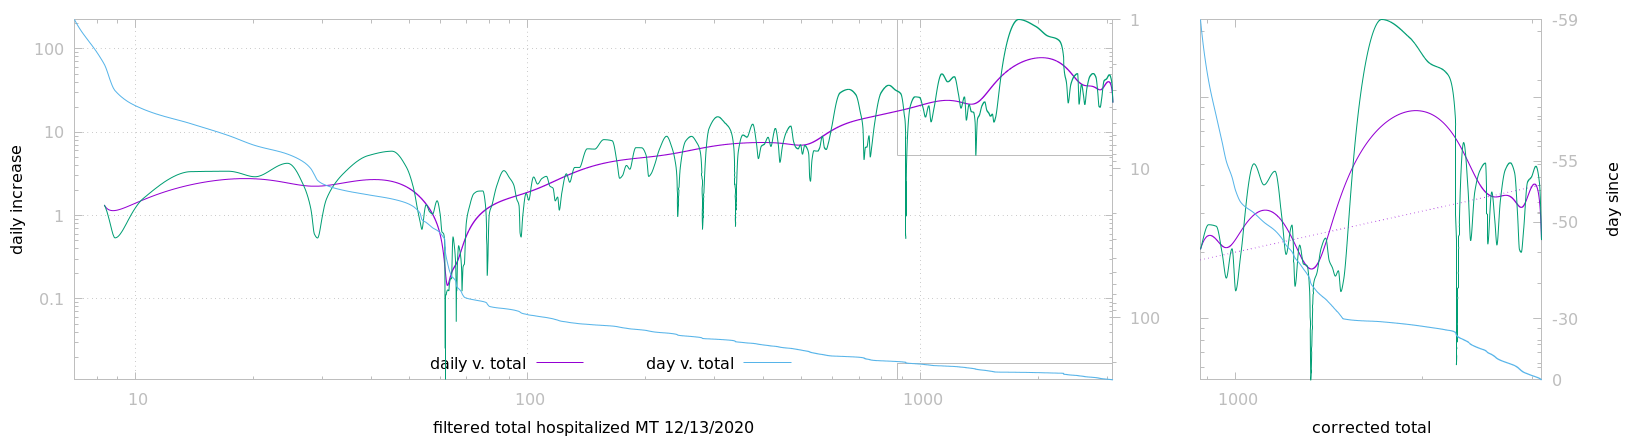 daily increase
100
10
1
0.1
10
100
1000
1
10
100
daily v. total
day v. total
filtered total hospitalized MT 12/13/2020
1000
-59
-55
-50
-30
0
day since
corrected total